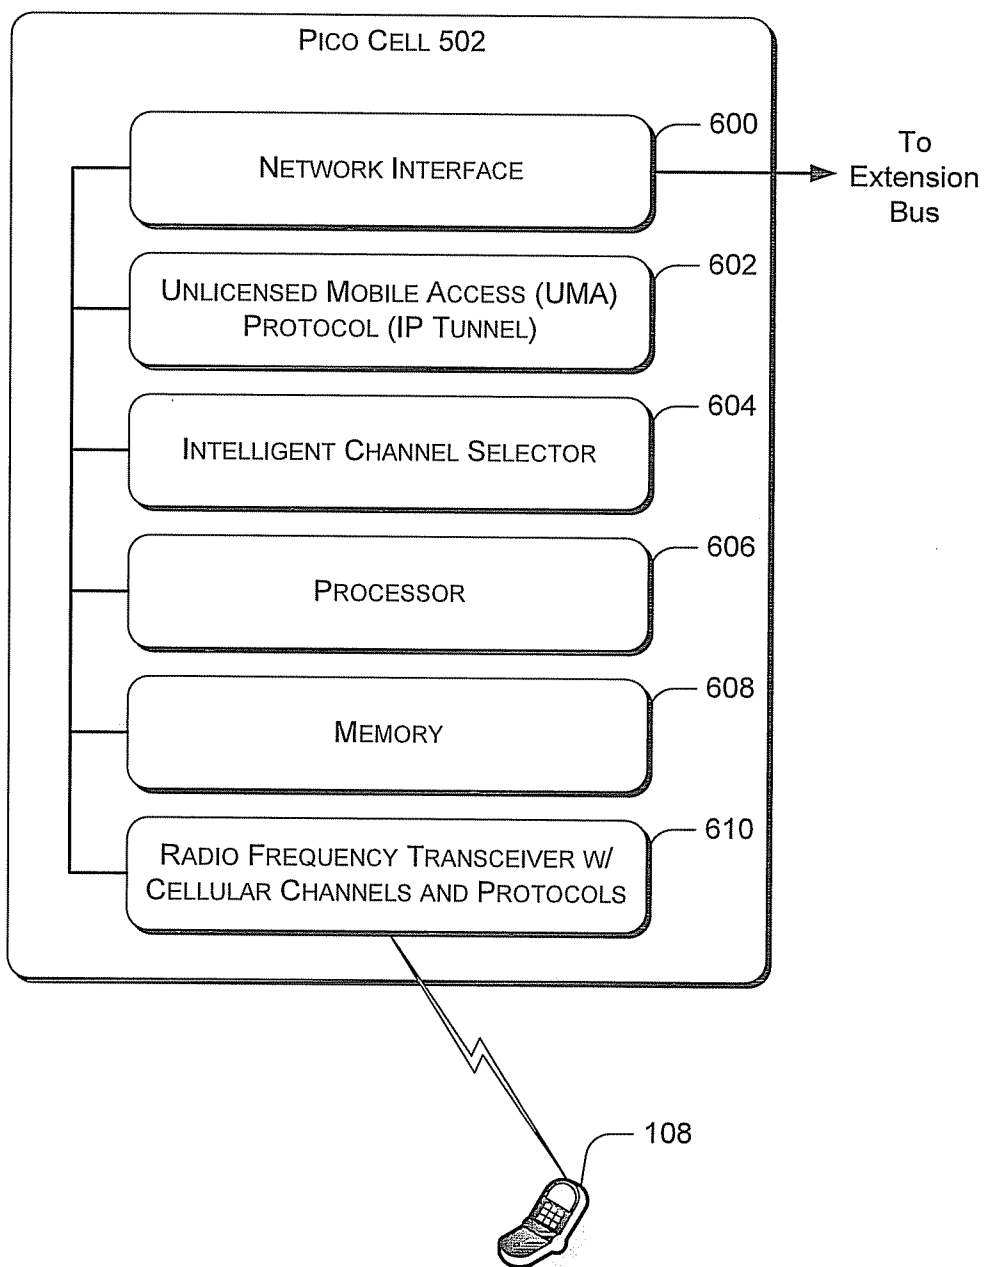 PICO CELL 502
600
NETWORK INTERFACE
To
Extension
Bus
602
UNLICENSED MOBILE ACCESS (UMA)
PROTOCOL (IP TUNNEL)
604
INTELLIGENT CHANNEL SELECTOR
606
PROCESSOR
608
MEMORY
610
RADIO FREQUENCY TRANSCEIVER W/
CELLULAR CHANNELS AND PROTOCOLS
108